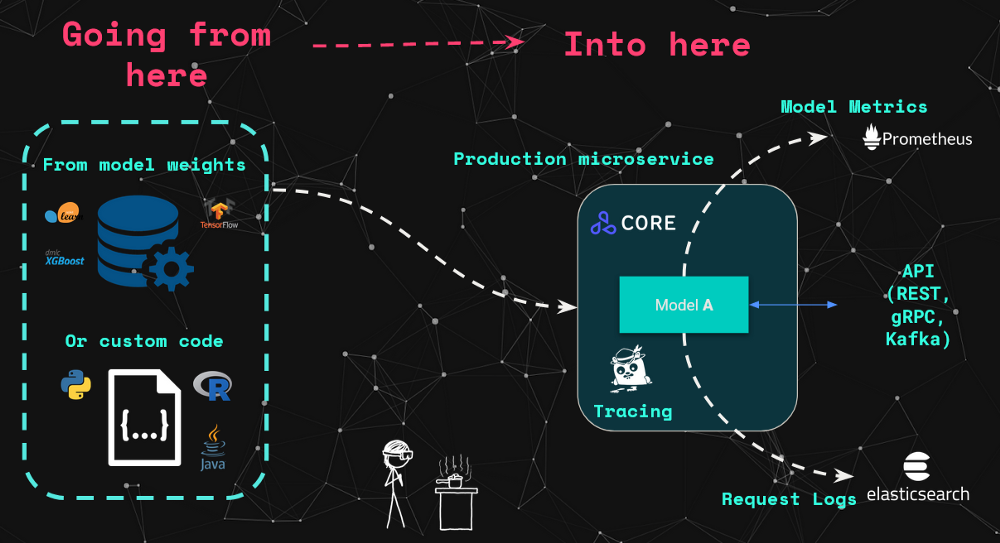 Going from
here
Into here
From model weights
learn
TensorFlow
dmlc
XGBoost
Or custom code
{...}
R
Java
Production microservice
CORE
Model A
Tracing
Model Metrics
Prometheus
API
(REST,
gRPC,
Kafka)
Request Logs
elasticsearch